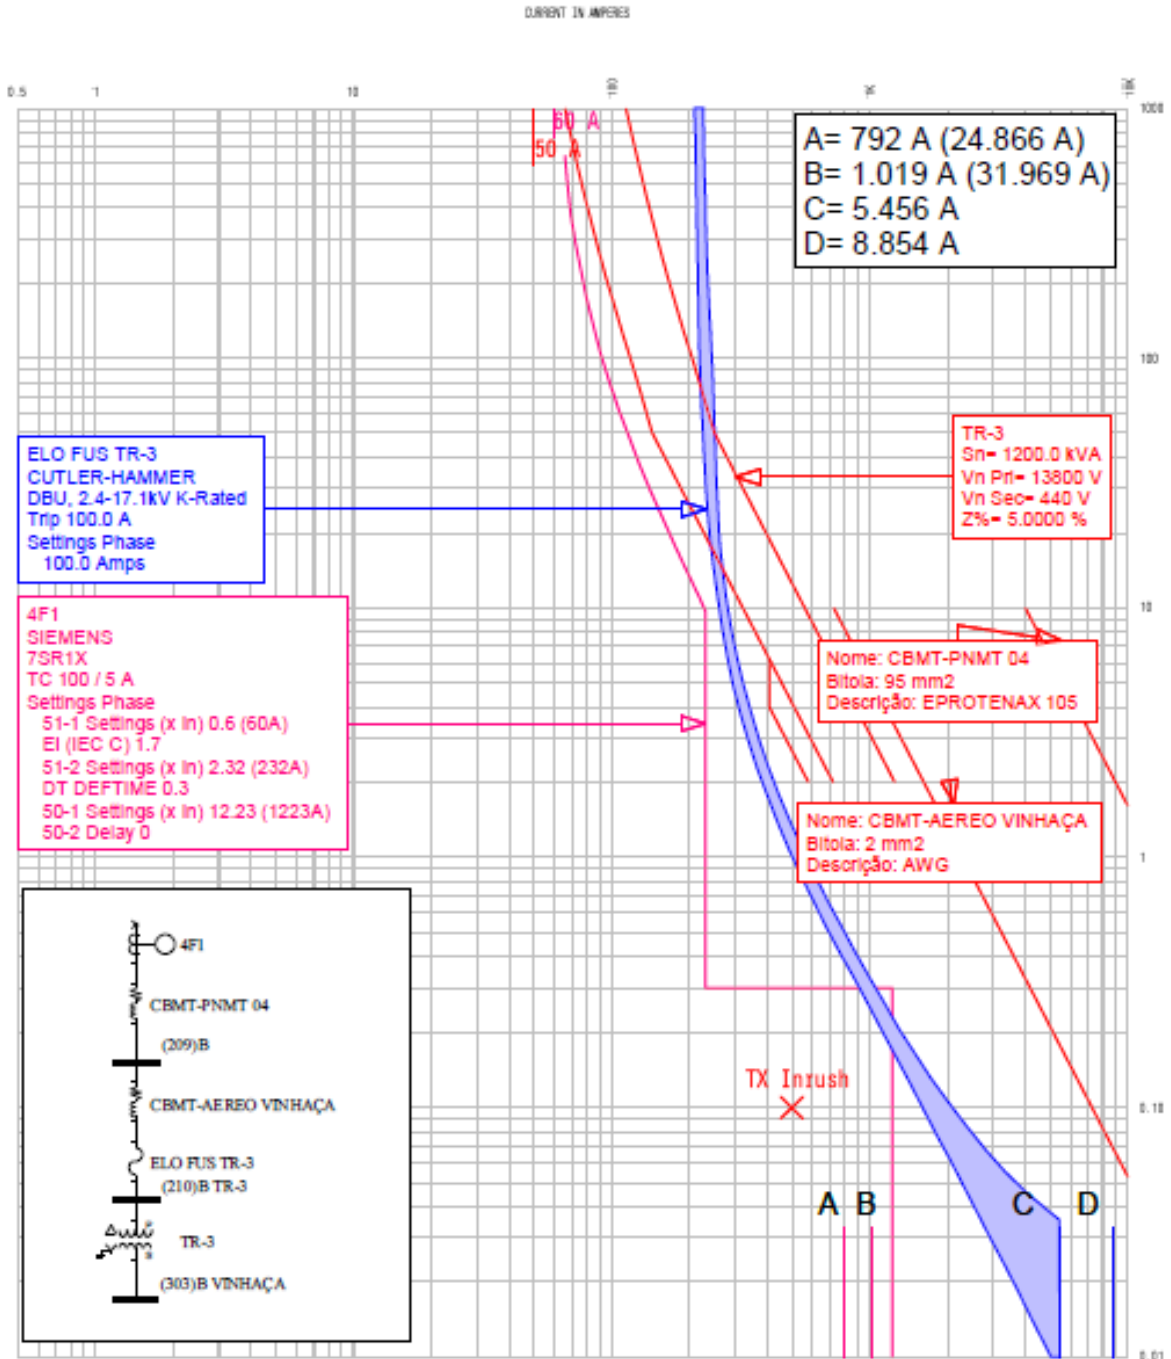 CURRENT IN AMPERES
0.5
1
10
100
1K
10K
1000
60 A
50 A
A= 792 A (24.866 A)
B= 1.019 A (31.969 A)
C= 5.456 A
D= 8.854 A
100
ELO FUS TR-3
CUTLER-HAMMER
DBU, 2.4-17.1kV K-Rated
Trip 100.0 A
Settings Phase
100.0 Amps
TR-3
Sn= 1200.0 kVA
Vn Pri= 13800 V
Vn Sec= 440 V
Z%= 5.0000 %
10
4F1
SIEMENS
7SR1X
TC 100 / 5 A
Settings Phase
51-1 Settings (x In) 0.6 (60A)
EI (IEC C) 1.7
51-2 Settings (x In) 2.32 (232A)
DT DEFTIME 0.3
50-1 Settings (x In) 12.23 (1223A)
50-2 Delay 0
Nome: CBMT-PNMT 04
Bitola: 95 mm2
Descrição: EPROTENAX 105
Nome: CBMT-AEREO VINHAÇA
Bitola: 2 mm2
Descrição: AWG
1
4F1
CBMT-PNMT 04
(209)B
CBMT-AEREO VINHAÇA
ELO FUS TR-3
(210)B TR-3
TR-3
(303)B VINHAÇA
TX Inrush
0.10
A
B
C
D
0.01